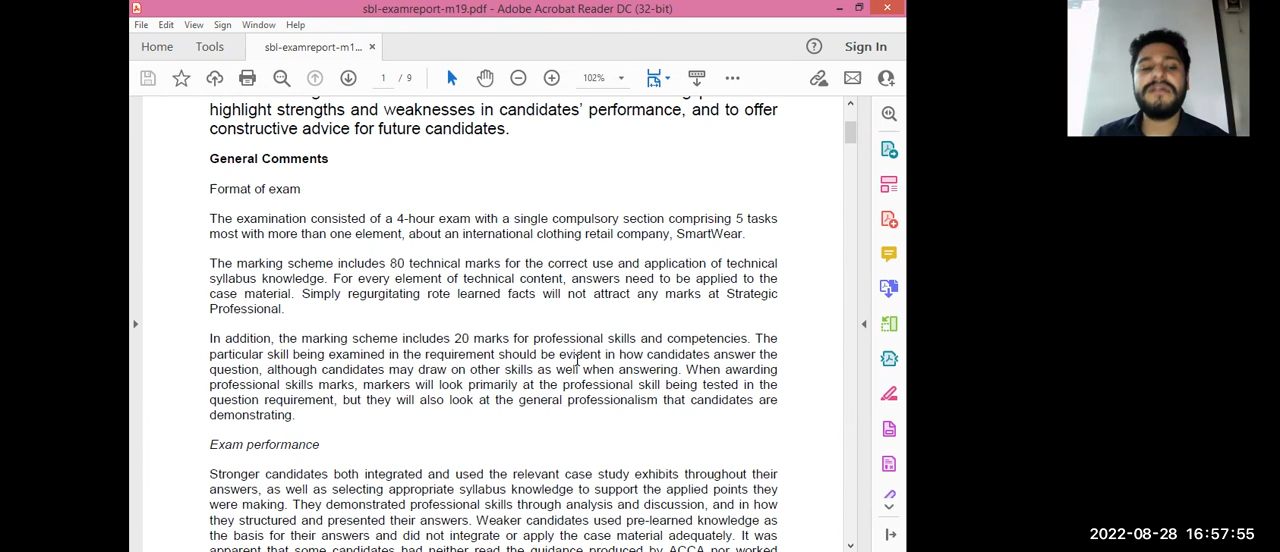 sbl-examreport-m19.pdf - Adobe Acrobat Reader DC (32-bit)
File Edit View Sign Window Help
Home Tools sbl-examreport-m1... × Sign In
1 / 9 102%
highlight strengths and weaknesses in candidates' performance, and to offer
constructive advice for future candidates.
General Comments
Format of exam
The examination consisted of a 4-hour exam with a single compulsory section comprising 5 tasks
most with more than one element, about an international clothing retail company, SmartWear.
The marking scheme includes 80 technical marks for the correct use and application of technical
syllabus knowledge. For every element of technical content, answers need to be applied to the
case material. Simply regurgitating rote learned facts will not attract any marks at Strategic
Professional.
In addition, the marking scheme includes 20 marks for professional skills and competencies. The
particular skill being examined in the requirement should be evident in how candidates answer the
question, although candidates may draw on other skills as well when answering. When awarding
professional skills marks, markers will look primarily at the professional skill being tested in the
question requirement, but they will also look at the general professionalism that candidates are
demonstrating.
Exam performance
Stronger candidates both integrated and used the relevant case study exhibits throughout their
answers, as well as selecting appropriate syllabus knowledge to support the applied points they
were making. They demonstrated professional skills through analysis and discussion, and in how
they structured and presented their answers. Weaker candidates used pre-learned knowledge as
the basis for their answers and did not integrate or apply the case material adequately. It was
apparent that some candidates had neither read the guidance produced by ACCA nor worked
2022-08-28 16:57:55